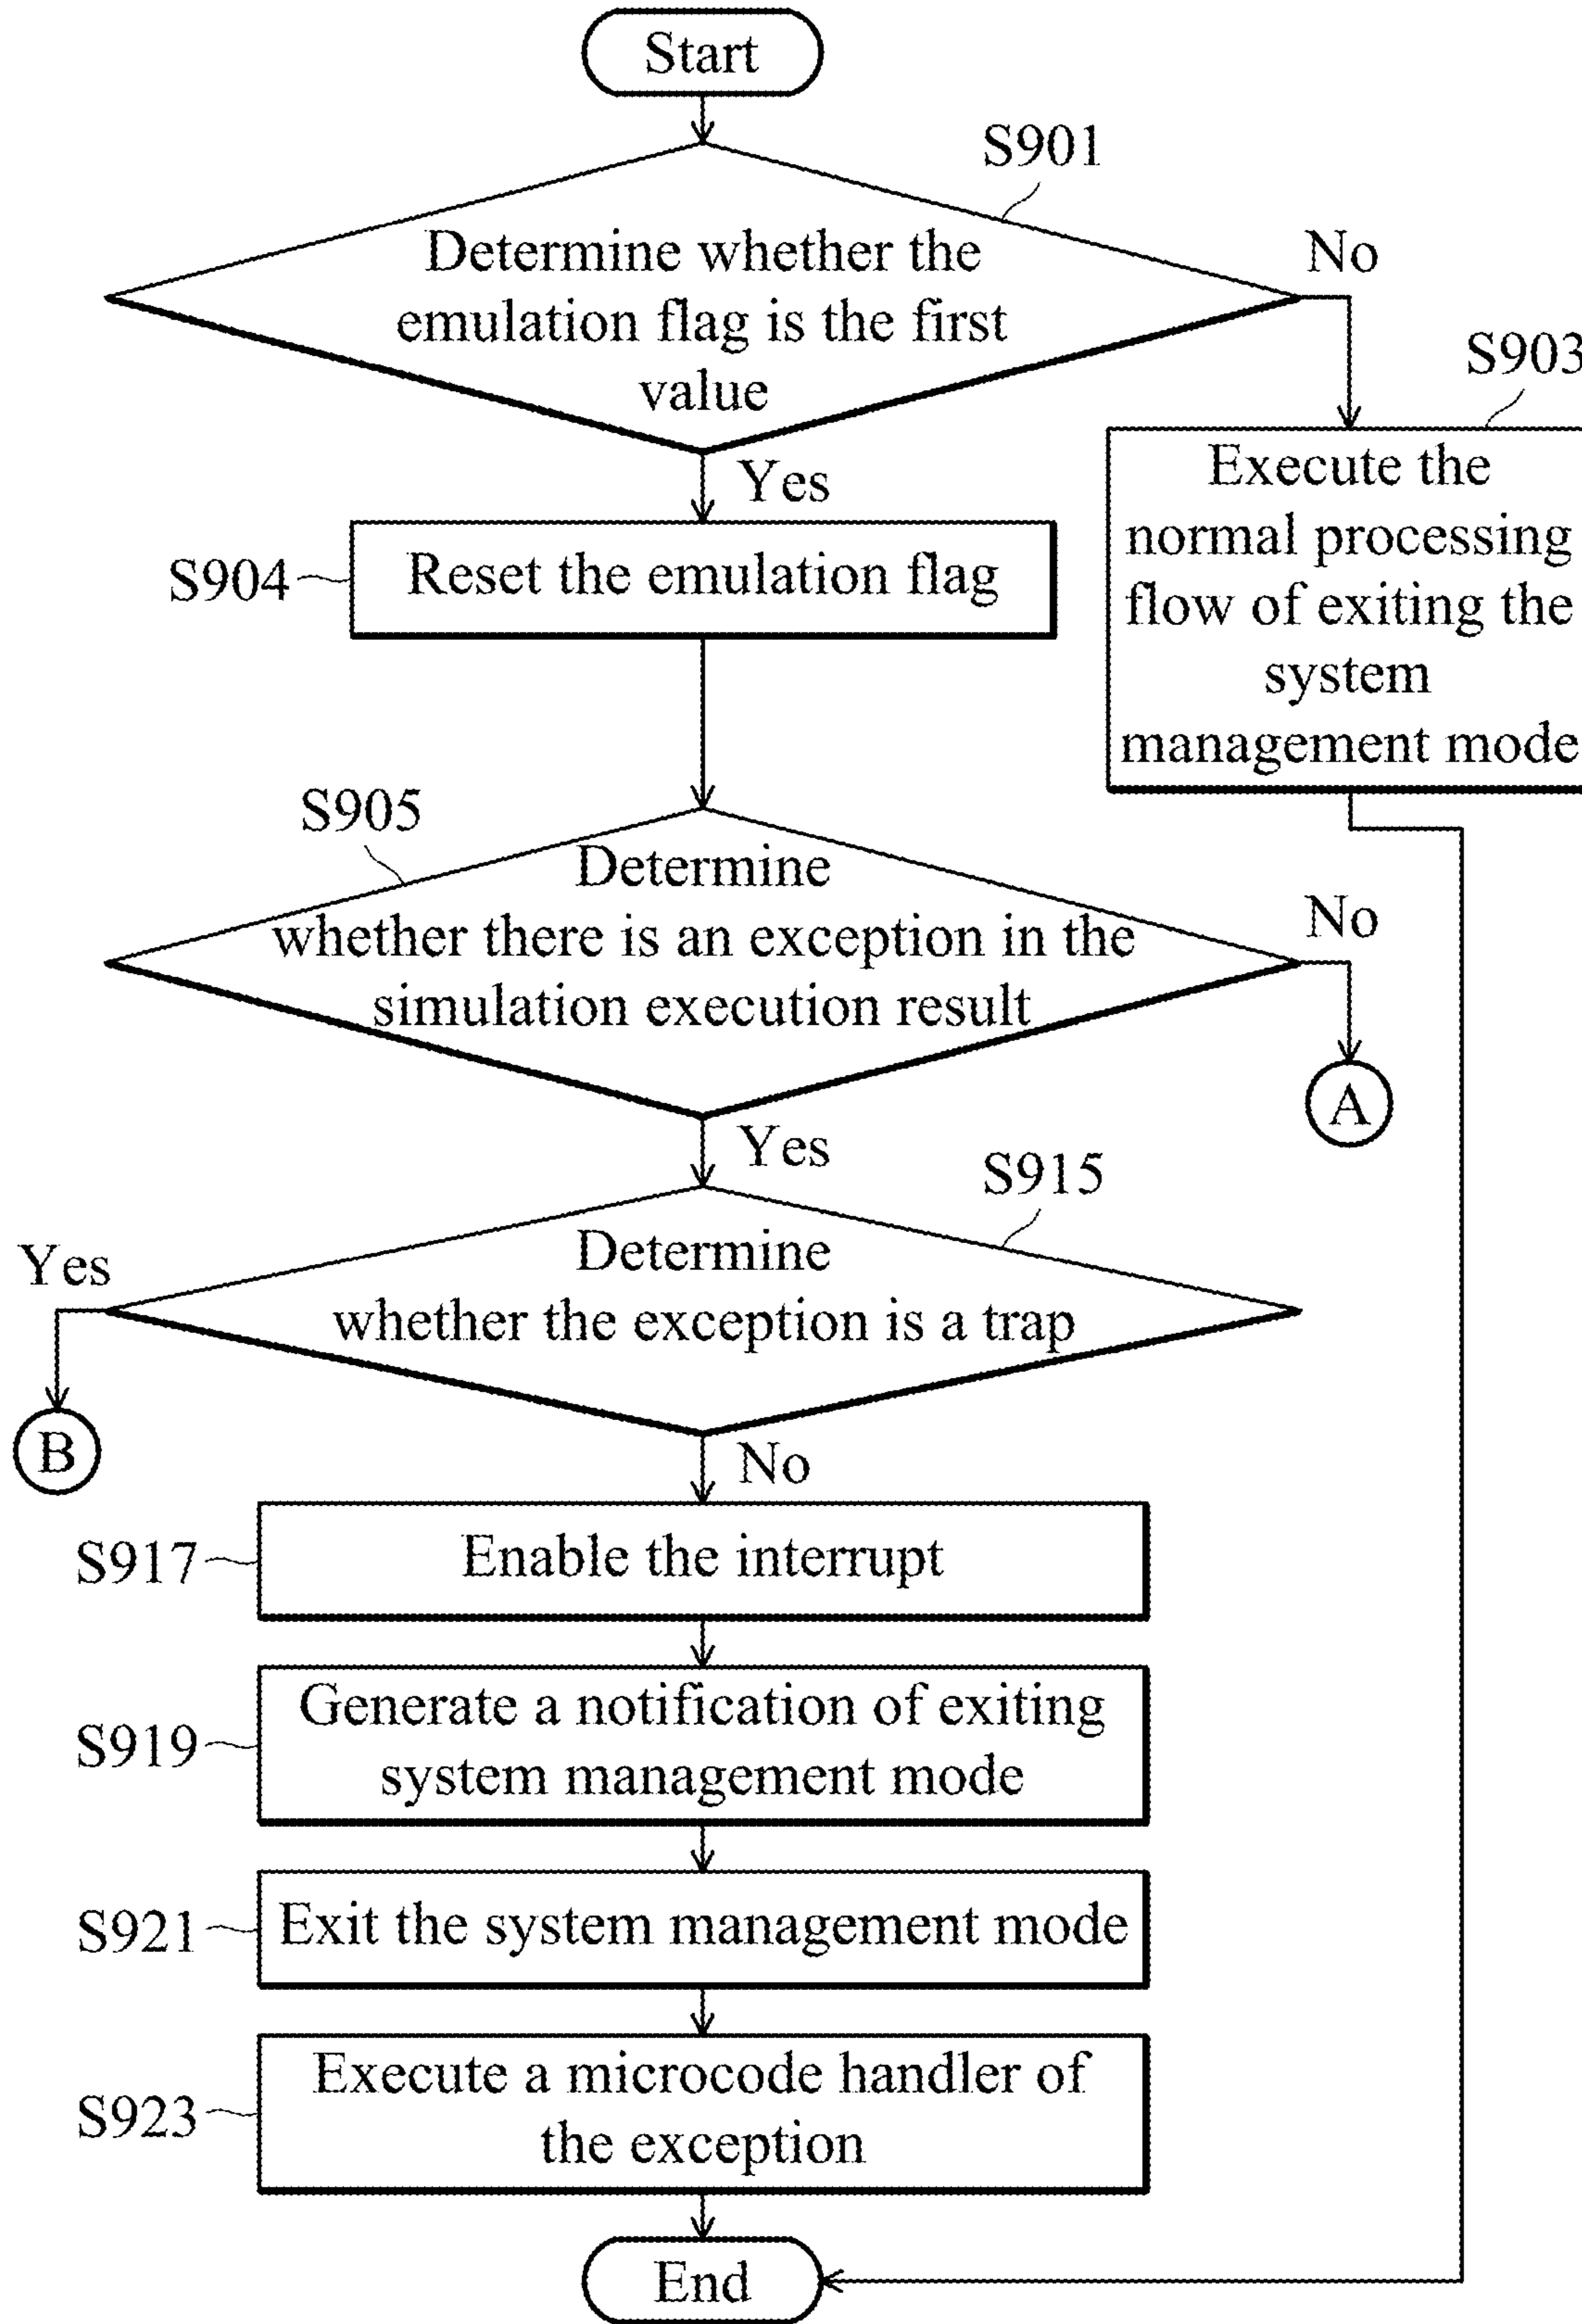 Start
S901
Determine whether the
emulation flag is the first
value
No
S903
Yes
Execute the
normal processing
flow of exiting the
system
management mode
S904
Reset the emulation flag
S905
Determine
whether there is an exception in the
simulation execution result
No
A
Yes
S915
Determine
whether the exception is a trap
Yes
B
No
S917
Enable the interrupt
S919
Generate a notification of exiting
system management mode
S921
Exit the system management mode
S923
Execute a microcode handler of
the exception
End